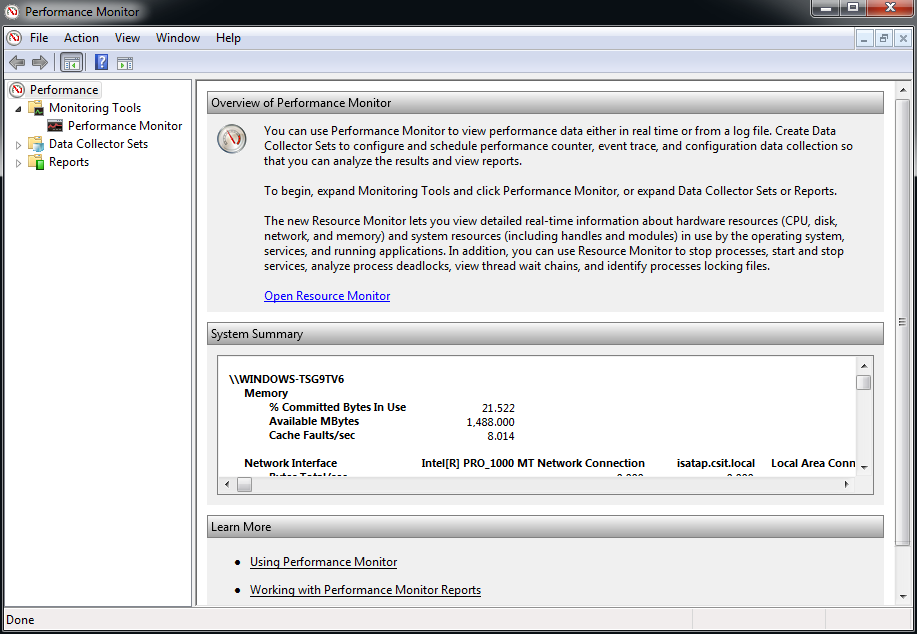 Performance Monitor
File Action View Window Help
Performance
Monitoring Tools
Performance Monitor
Data Collector Sets
Reports
Overview of Performance Monitor
You can use Performance Monitor to view performance data either in real time or from a log file. Create Data
Collector Sets to configure and schedule performance counter, event trace, and configuration data collection so
that you can analyze the results and view reports.
To begin, expand Monitoring Tools and click Performance Monitor, or expand Data Collector Sets or Reports.
The new Resource Monitor lets you view detailed real-time information about hardware resources (CPU, disk,
network, and memory) and system resources (including handles and modules) in use by the operating system,
services, and running applications. In addition, you can use Resource Monitor to stop processes, start and stop
services, analyze process deadlocks, view thread wait chains, and identify processes locking files.
Open Resource Monitor
System Summary
\\WINDOWS-TSG9TV6
Memory
% Committed Bytes In Use 21.522
Available MBytes 1,488.000
Cache Faults/sec 8.014
Network Interface Intel[R] PRO_1000 MT Network Connection isatap.csit.local Local Area Conn
Learn More
• Using Performance Monitor
• Working with Performance Monitor Reports
Done